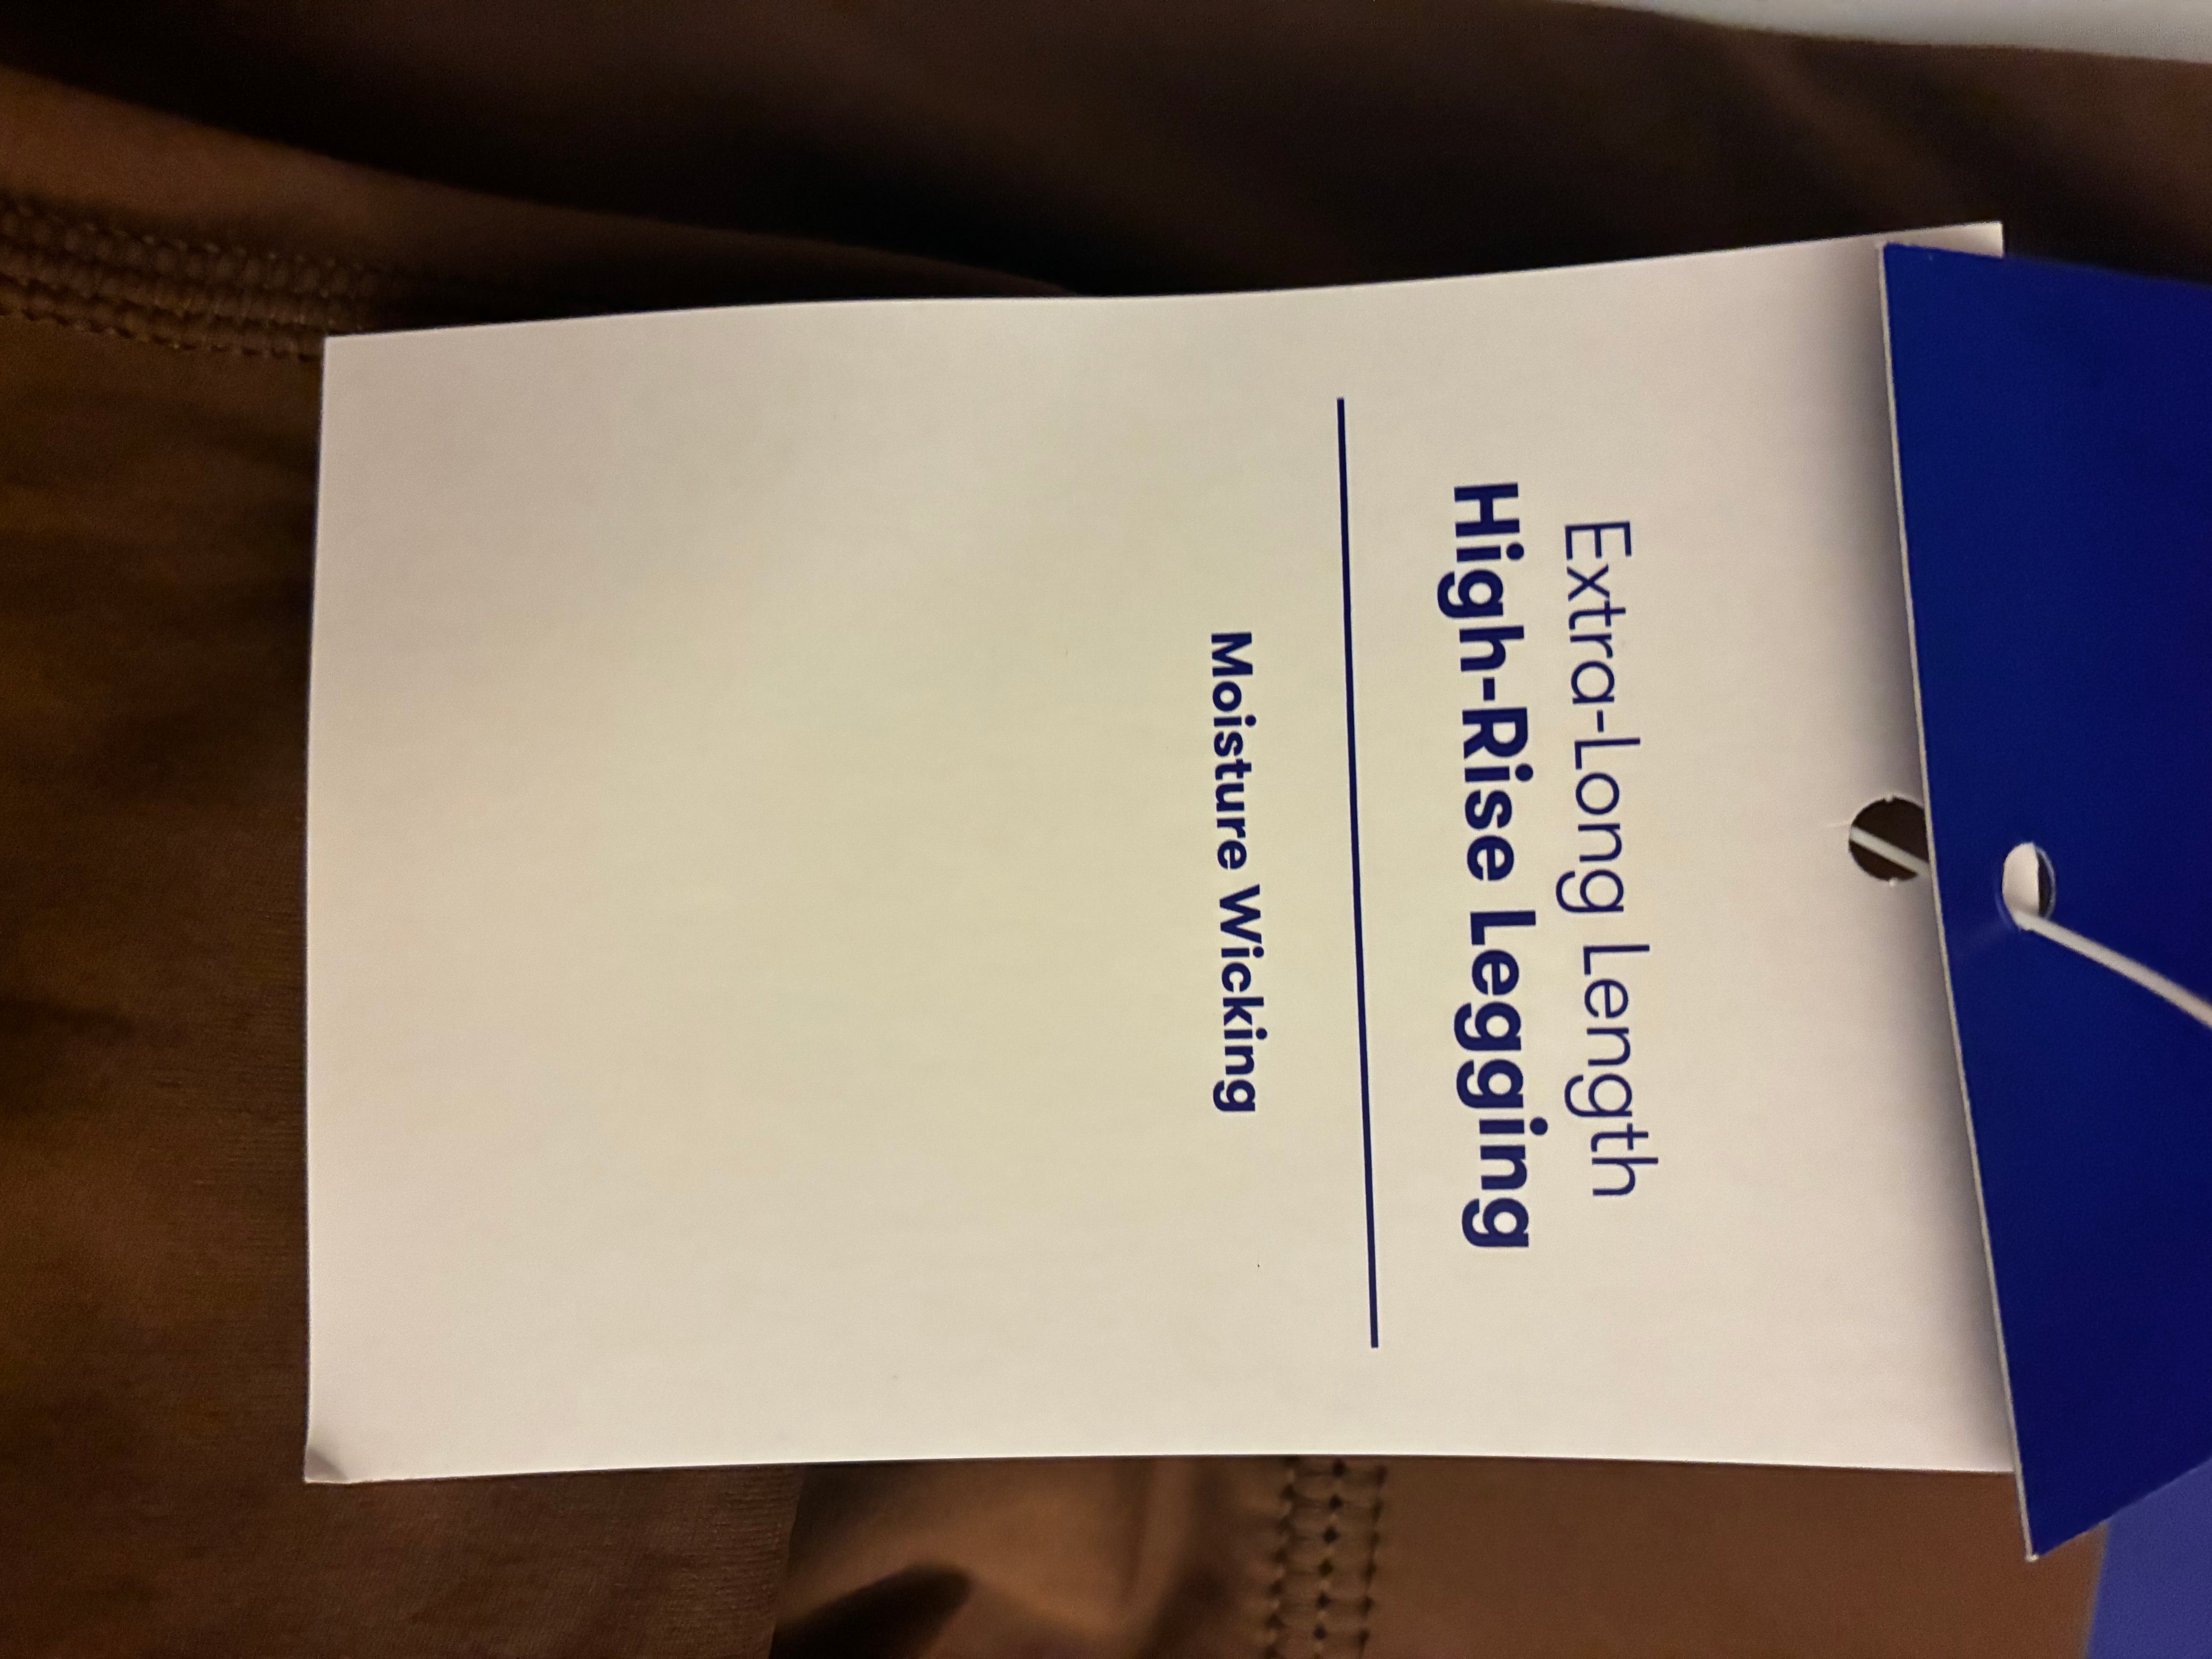 Extra-Long Length
High-Rise Legging
Moisture Wicking